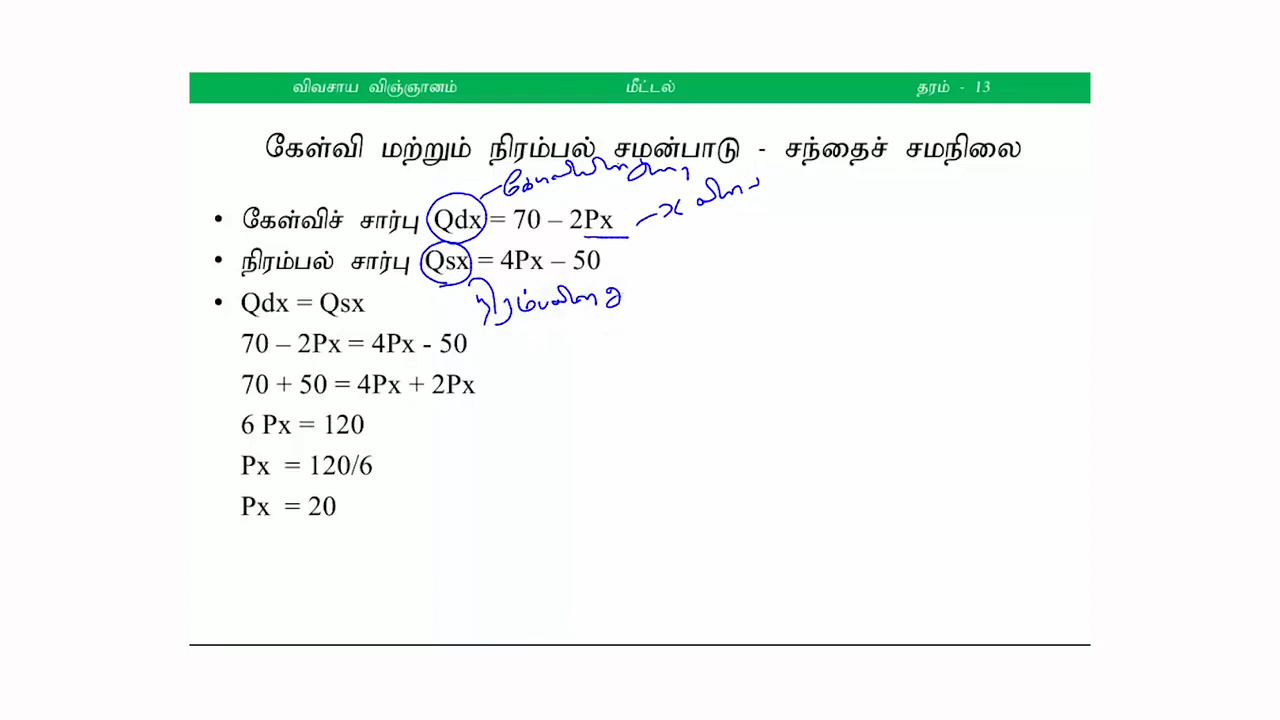 விவசாய விஞ்ஞானம் மீட்டல் தரம் - 13
கேள்வி மற்றும் நிரம்பல் சமன்பாடு - சந்தைச் சமநிலை
• கேள்விச் சார்பு Qdx = 70 – 2Px
• நிரம்பல் சார்பு Qsx = 4Px – 50
• Qdx = Qsx
70 – 2Px = 4Px - 50
70 + 50 = 4Px + 2Px
6 Px = 120
Px = 120/6
Px = 20